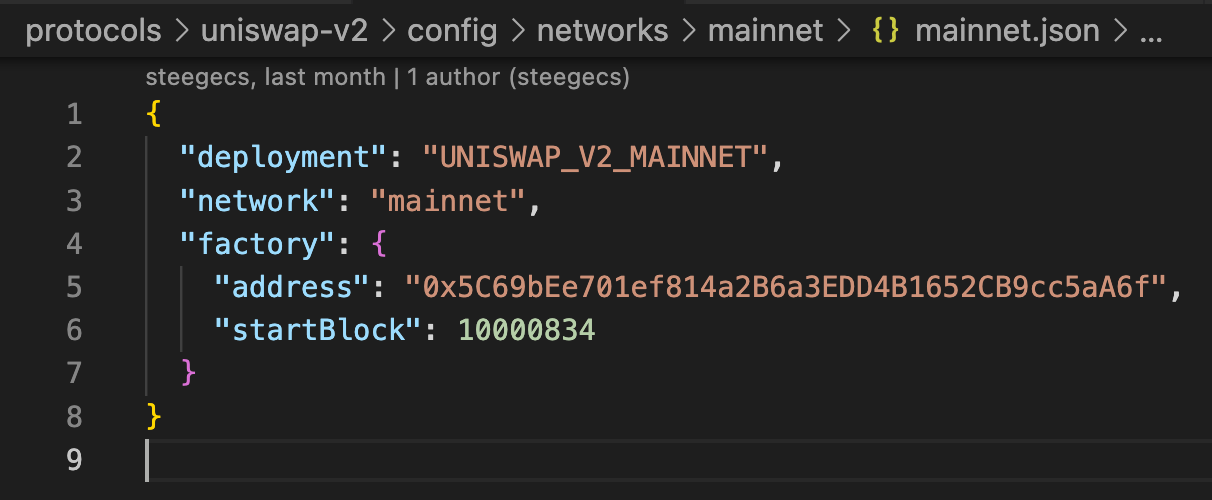 protocols > uniswap-v2 > config > networks > mainnet > {} mainnet.json > ...
steegecs, last month | 1 author (steegecs)
1 {
2 "deployment": "UNISWAP_V2_MAINNET",
3 "network": "mainnet",
4 "factory": {
5 "address": "0x5C69bEe701ef814a2B6a3EDD4B1652CB9cc5aA6f",
6 "startBlock": 10000834
7 }
8 }
9